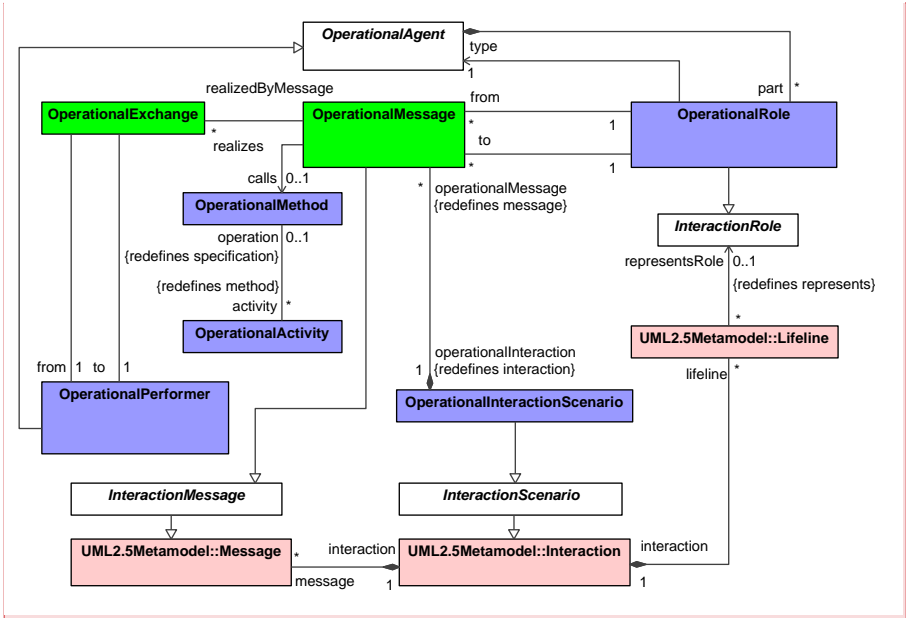 OperationalAgent
type
1
part
*
realizedByMessage
OperationalExchange
*
realizes
OperationalMessage
from
*
1
to
*
1
OperationalRole
calls
0..1
OperationalMethod
operation
0..1
{redefines specification}
{redefines method}
activity
*
OperationalActivity
*
operationalMessage
{redefines message}
InteractionRole
representsRole
0..1
{redefines represents}
*
UML2.5Metamodel::Lifeline
lifeline
*
operationalInteraction
1
{redefines interaction}
from
1
to
1
OperationalPerformer
OperationalInteractionScenario
InteractionMessage
InteractionScenario
UML2.5Metamodel::Message
*
message
interaction
1
UML2.5Metamodel::Interaction
interaction
1